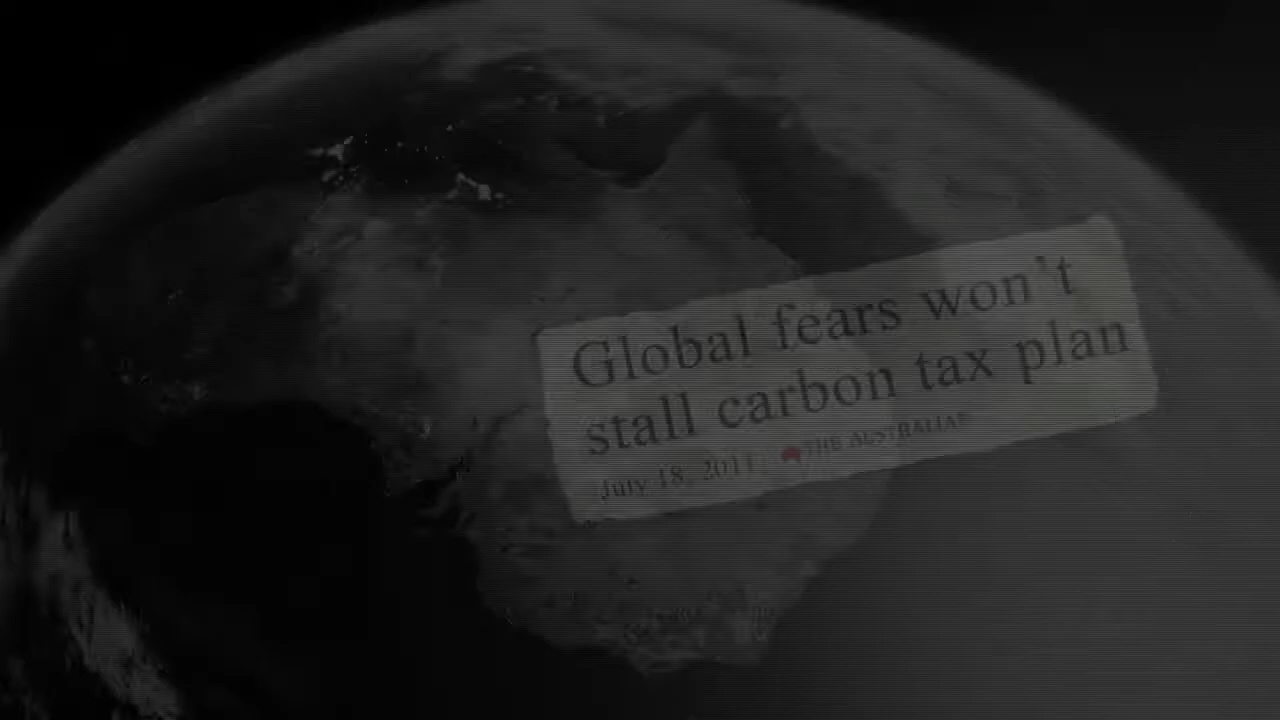 Global fears won't
stall carbon tax plan
July 18, 2011 THE AUSTRALIAN